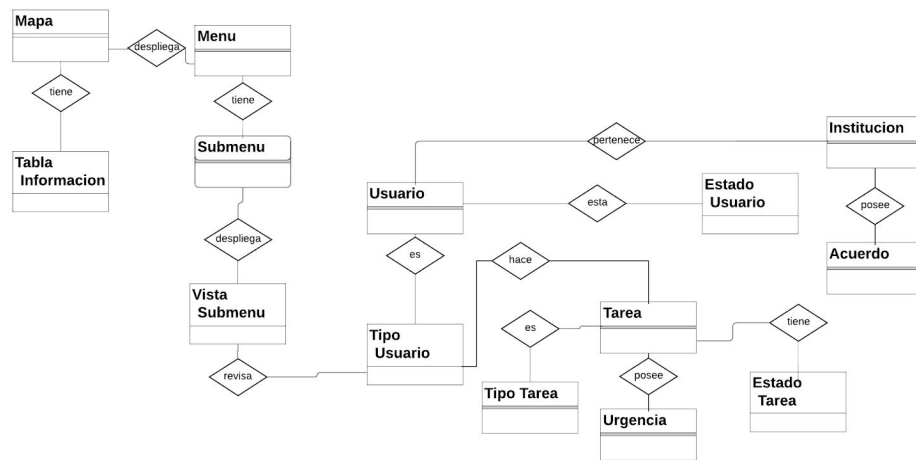 Mapa
despliega
Menu
tiene
tiene
Submenu
Tabla
Informacion
pertenece
Institucion
Usuario
esta
Estado
Usuario
posee
despliega
es
hace
Acuerdo
Vista
Submenu
Tipo
Usuario
es
Tarea
tiene
revisa
posee
Tipo Tarea
Estado
Tarea
Urgencia